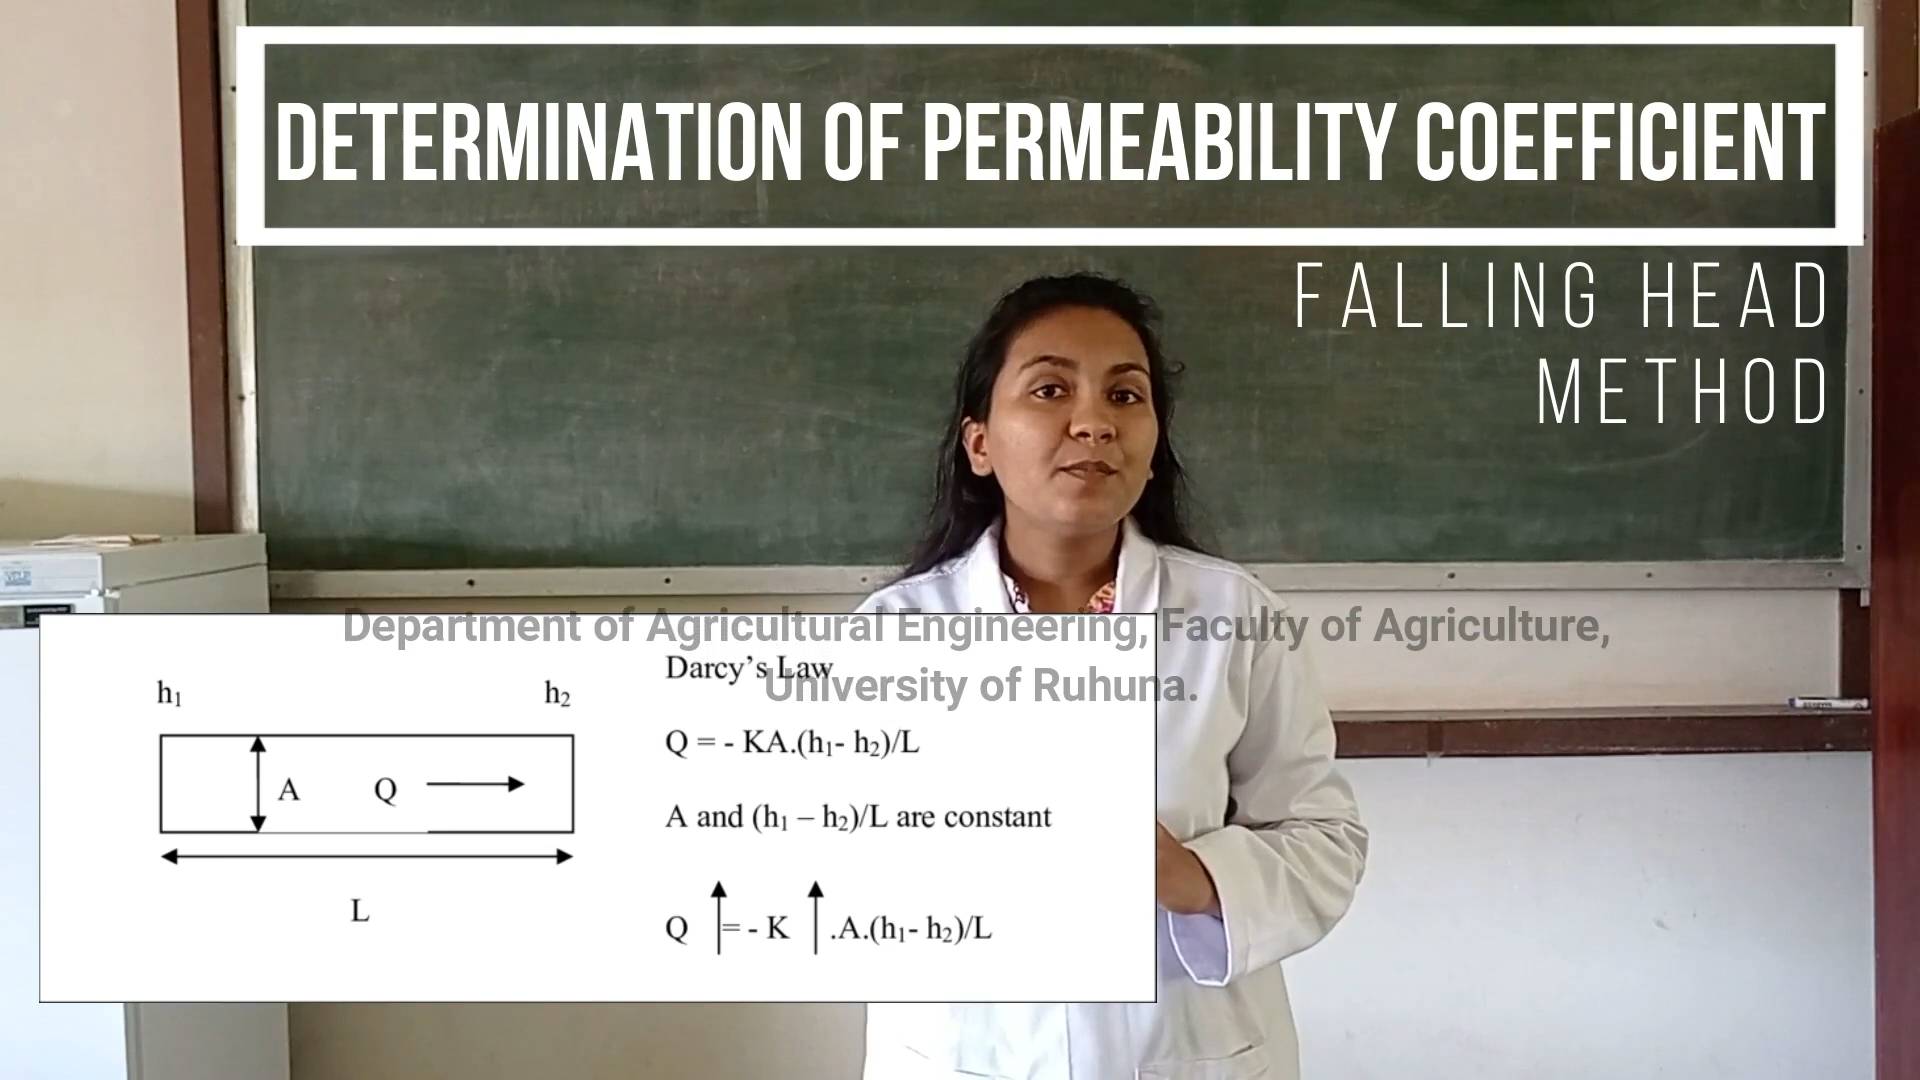 DETERMINATION OF PERMEABILITY COEFFICIENT
FALLING HEAD
METHOD
Department of Agricultural Engineering, Faculty of Agriculture,
University of Ruhuna.
h₁
h₂
A
Q
L
Darcy’s Law
Q = - KA.(h₁- h₂)/L
A and (h₁ – h₂)/L are constant
Q ↑= - K ↑.A.(h₁- h₂)/L